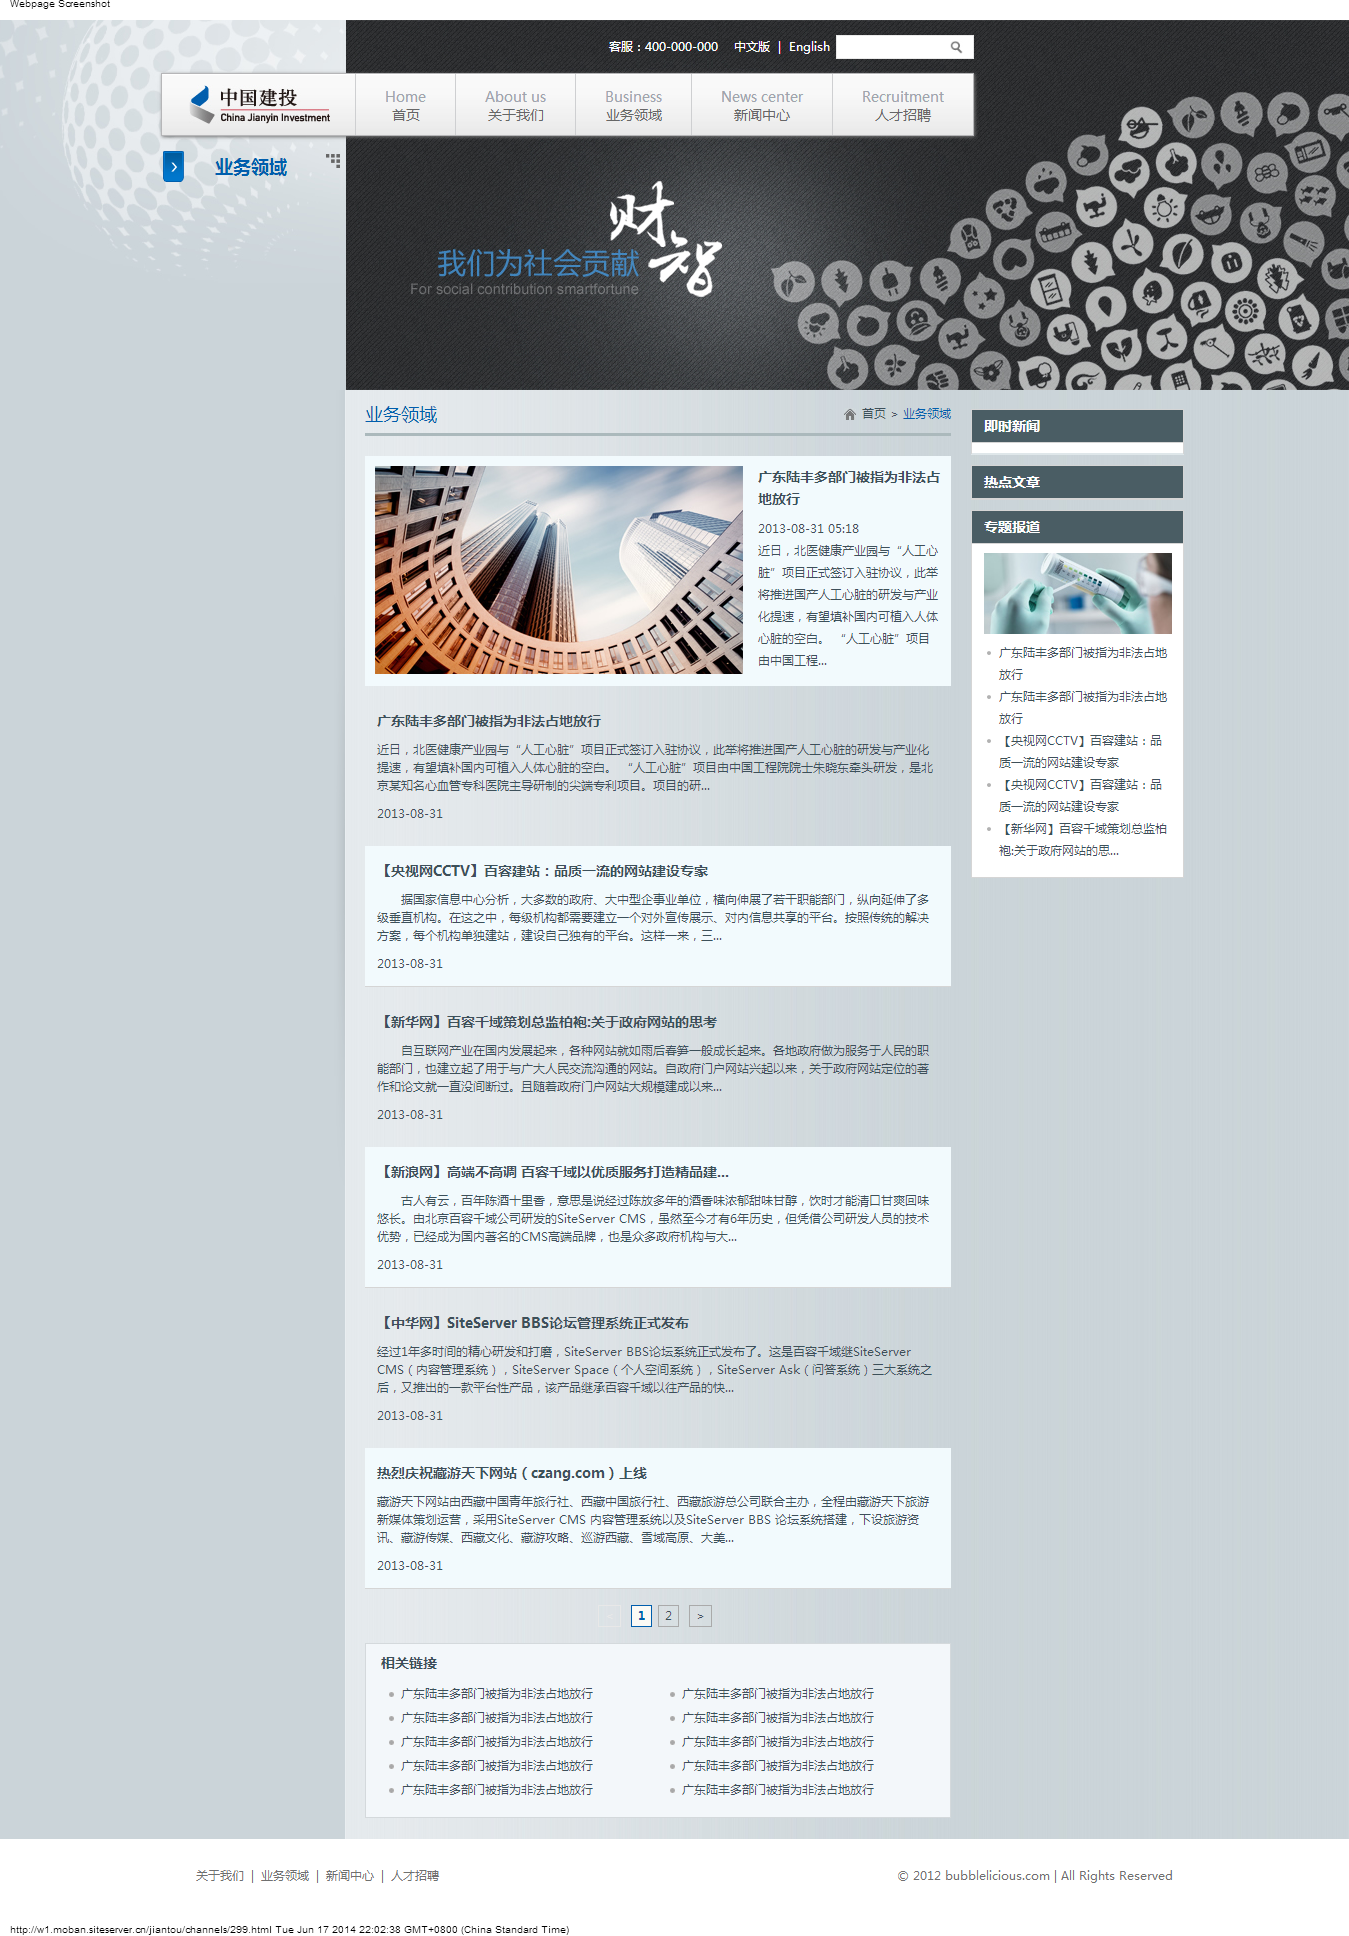 Webpage Screenshot
客服：400-000-000 中文版 | English
中国建投
China Jianyin Investment
Home
首页
About us
关于我们
Business
业务领域
News center
新闻中心
Recruitment
人才招聘
业务领域
财智
我们为社会贡献
For social contribution smartfortune
业务领域
首页 > 业务领域
广东陆丰多部门被指为非法占
地放行
2013-08-31 05:18
近日，北医健康产业园与“人工心
脏”项目正式签订入驻协议，此举
将推进国产人工心脏的研发与产业
化提速，有望填补国内可植入人体
心脏的空白。 “人工心脏”项目
由中国工程...
广东陆丰多部门被指为非法占地放行
近日，北医健康产业园与“人工心脏”项目正式签订入驻协议，此举将推进国产人工心脏的研发与产业化
提速，有望填补国内可植入人体心脏的空白。 “人工心脏”项目由中国工程院院士朱晓东牵头研发，是北
京某知名心血管专科医院主导研制的尖端专利项目。项目的研...
2013-08-31
【央视网CCTV】百容建站：品质一流的网站建设专家
据国家信息中心分析，大多数的政府、大中型企事业单位，横向伸展了若干职能部门，纵向延伸了多
级垂直机构。在这之中，每级机构都需要建立一个对外宣传展示、对内信息共享的平台。按照传统的解决
方案，每个机构单独建站，建设自己独有的平台。这样一来，三...
2013-08-31
【新华网】百容千域策划总监柏袍:关于政府网站的思考
自互联网产业在国内发展起来，各种网站就如雨后春笋一般成长起来。各地政府做为服务于人民的职
能部门，也建立起了用于与广大人民交流沟通的网站。自政府门户网站兴起以来，关于政府网站定位的著
作和论文就一直没间断过。且随着政府门户网站大规模建成以来...
2013-08-31
【新浪网】高端不高调 百容千域以优质服务打造精品建...
古人有云，百年陈酒十里香，意思是说经过陈放多年的酒香味浓郁甜味甘醇，饮时才能清口甘爽回味
悠长。由北京百容千域公司研发的SiteServer CMS，虽然至今才有6年历史，但凭借公司研发人员的技术
优势，已经成为国内著名的CMS高端品牌，也是众多政府机构与大...
2013-08-31
【中华网】SiteServer BBS论坛管理系统正式发布
经过1年多时间的精心研发和打磨，SiteServer BBS论坛系统正式发布了。这是百容千域继SiteServer
CMS（内容管理系统），SiteServer Space（个人空间系统），SiteServer Ask（问答系统）三大系统之
后，又推出的一款平台性产品，该产品继承百容千域以往产品的快...
2013-08-31
热烈庆祝藏游天下网站（czang.com）上线
藏游天下网站由西藏中国青年旅行社、西藏中国旅行社、西藏旅游总公司联合主办，全程由藏游天下旅游
新媒体策划运营，采用SiteServer CMS 内容管理系统以及SiteServer BBS 论坛系统搭建，下设旅游资
讯、藏游传媒、西藏文化、藏游攻略、巡游西藏、雪域高原、大美...
2013-08-31
1 2 >
相关链接
广东陆丰多部门被指为非法占地放行 广东陆丰多部门被指为非法占地放行
广东陆丰多部门被指为非法占地放行 广东陆丰多部门被指为非法占地放行
广东陆丰多部门被指为非法占地放行 广东陆丰多部门被指为非法占地放行
广东陆丰多部门被指为非法占地放行 广东陆丰多部门被指为非法占地放行
广东陆丰多部门被指为非法占地放行 广东陆丰多部门被指为非法占地放行
即时新闻
热点文章
专题报道
广东陆丰多部门被指为非法占地
放行
广东陆丰多部门被指为非法占地
放行
【央视网CCTV】百容建站：品
质一流的网站建设专家
【央视网CCTV】百容建站：品
质一流的网站建设专家
【新华网】百容千域策划总监柏
袍:关于政府网站的思...
关于我们 | 业务领域 | 新闻中心 | 人才招聘
© 2012 bubblelicious.com | All Rights Reserved
http://w1.moban.siteserver.cn/jiantou/channels/299.html Tue Jun 17 2014 22:02:38 GMT+0800 (China Standard Time)